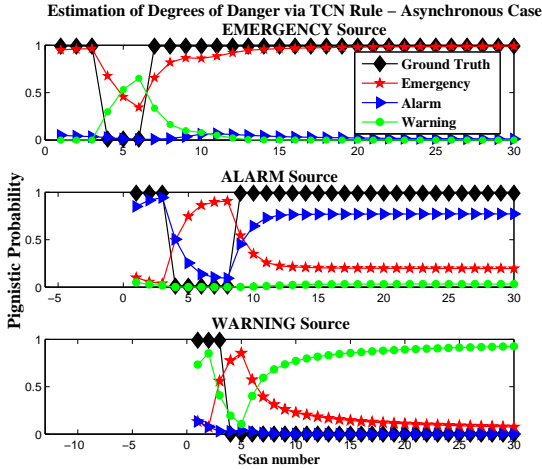 Estimation of Degrees of Danger via TCN Rule – Asynchronous Case
EMERGENCY Source
1
0.5
0
0 5 10 15 20 25 30
Ground Truth
Emergency
Alarm
Warning
Pignistic Probability
ALARM Source
1
0.5
0
−5 0 5 10 15 20 25 30
WARNING Source
1
0.5
0
−10 −5 0 5 10 15 20 25 30
Scan number